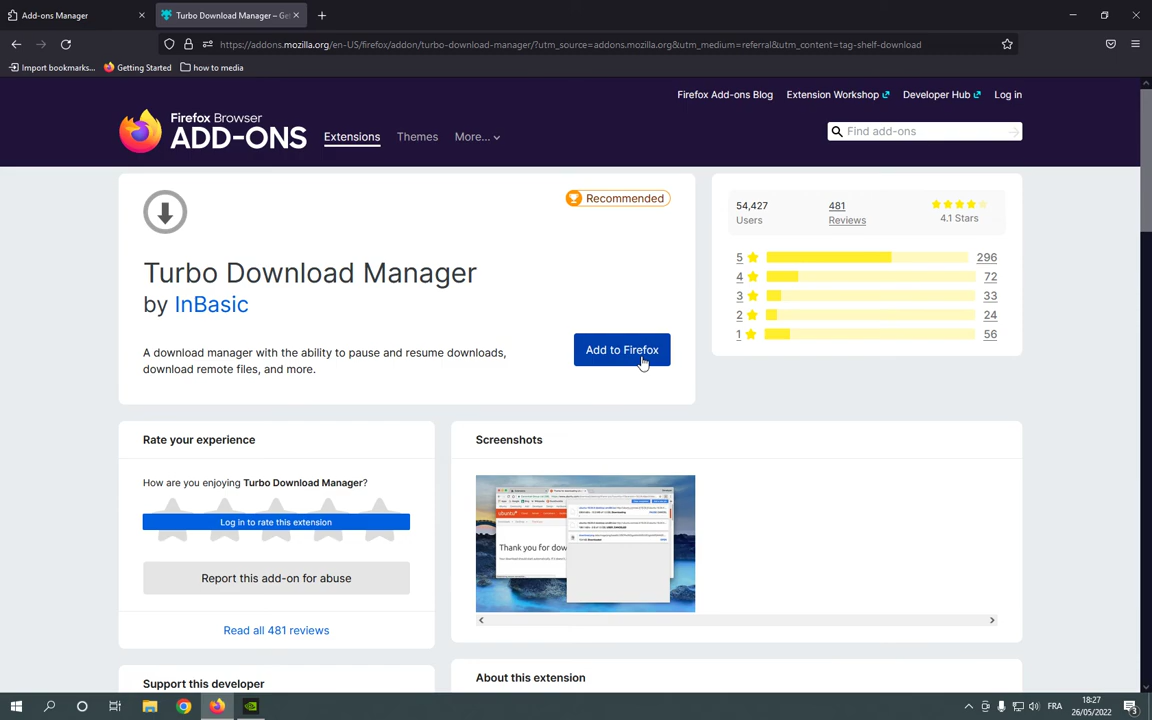 Add-ons Manager
Turbo Download Manager – Get
https://addons.mozilla.org/en-US/firefox/addon/turbo-download-manager/?utm_source=addons.mozilla.org&utm_medium=referral&utm_content=tag-shelf-download
Import bookmarks... Getting Started how to media
Firefox Add-ons Blog Extension Workshop Developer Hub Log in
Firefox Browser
ADD-ONS
Extensions Themes More...
Find add-ons
Recommended
Turbo Download Manager
by InBasic
A download manager with the ability to pause and resume downloads,
download remote files, and more.
Add to Firefox
54,427 481
Users Reviews 4.1 Stars
5 296
4 72
3 33
2 24
1 56
Rate your experience
How are you enjoying Turbo Download Manager?
Log in to rate this extension
Report this add-on for abuse
Read all 481 reviews
Screenshots
Thank you for dow
Support this developer
About this extension
FRA
18:27
26/05/2022
3